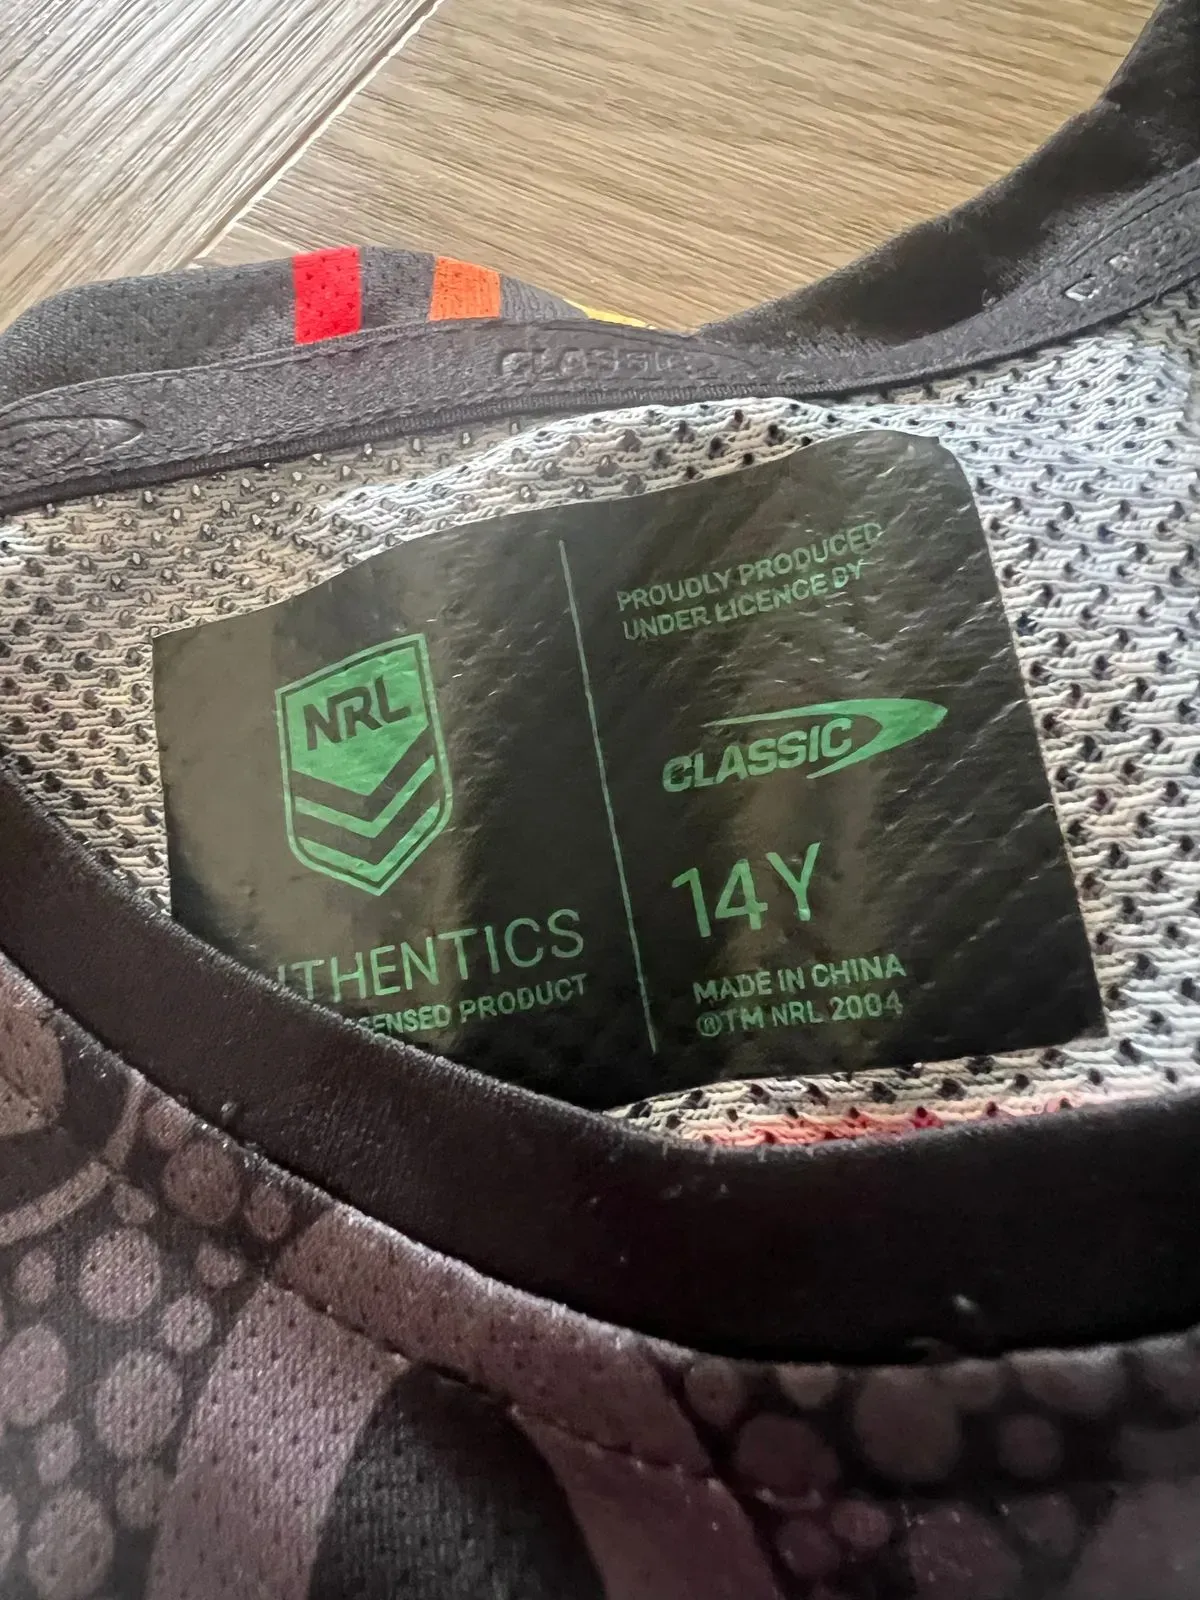 CLASSIC
NRL
THENTICS
ENSED PRODUCT
PROUDLY PRODUCED
UNDER LICENCE BY
CLASSIC
14Y
MADE IN CHINA
®TM NRL 2004